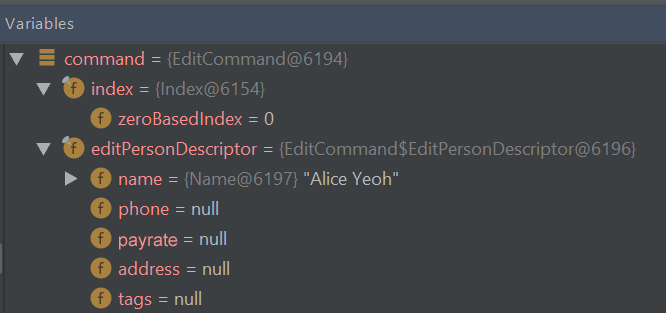 Variables
command = {EditCommand@6194}
index = {Index@6154}
zeroBasedIndex = 0
editPersonDescriptor = {EditCommand$EditPersonDescriptor@6196}
name = {Name@6197} "Alice Yeoh"
phone = null
payrate = null
address = null
tags = null